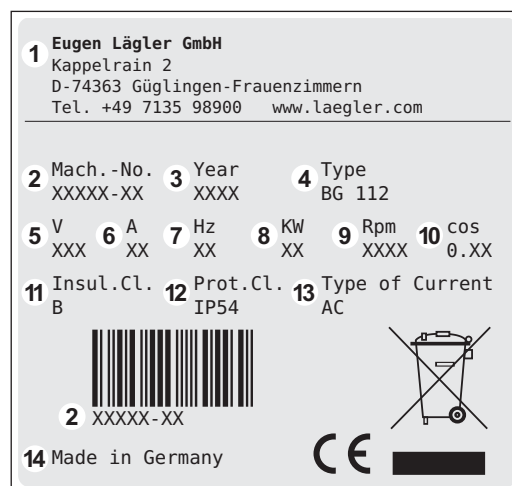 1 Eugen Lägler GmbH
Kappelrain 2
D-74363 Güglingen-Frauenzimmern
Tel. +49 7135 98900 www.laegler.com
2 Mach.-No. 3 Year 4 Type
XXXXX-XX XXXX BG 112
5 V 6 A 7 Hz 8 KW 9 Rpm 10 cos
XXX XX XX XX XXXX 0.XX
11 Insul.Cl. 12 Prot.Cl. 13 Type of Current
B IP54 AC
2 XXXXX-XX
14 Made in Germany CE